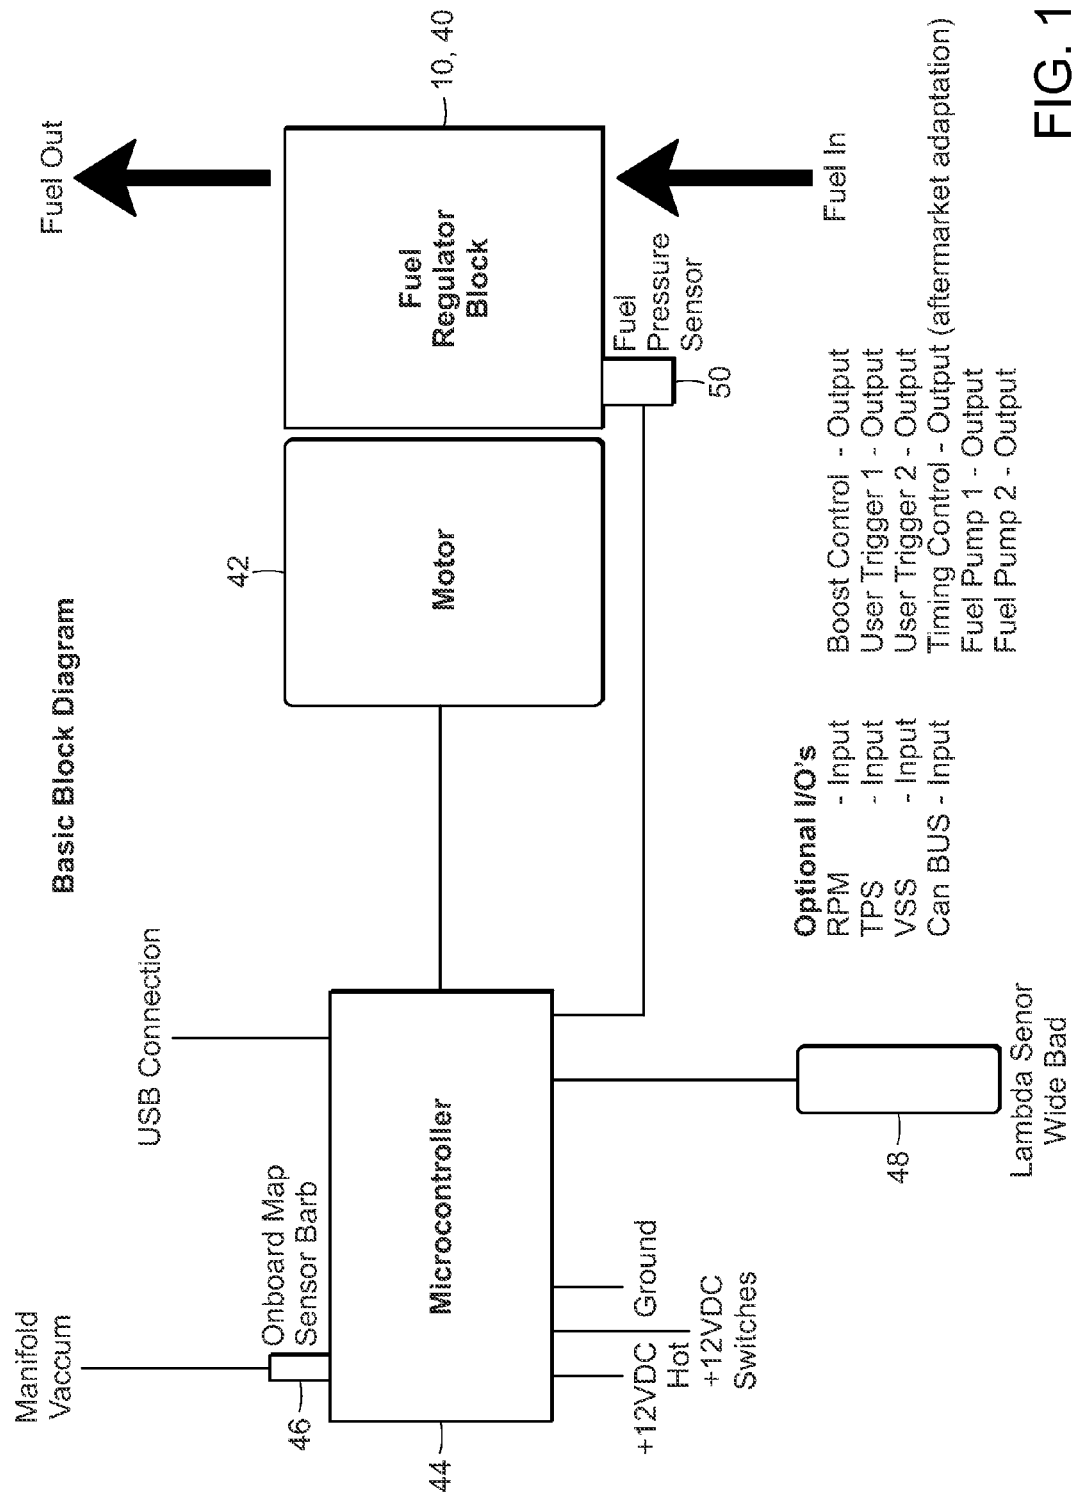 Basic Block Diagram
Manifold
Vaccum
46
Onboard Map
Sensor Barb
USB Connection
44
Microcontroller
42
Motor
Fuel
Regulator
Block
10, 40
Fuel Out
Fuel In
Fuel
Pressure
Sensor
50
+12VDC
Hot
+12VDC
Switches
Ground
48
Lambda Senor
Wide Bad
Optional I/O's
RPM - Input
TPS - Input
VSS - Input
Can BUS - Input
Boost Control - Output
User Trigger 1 - Output
User Trigger 2 - Output
Timing Control - Output (aftermarket adaptation)
Fuel Pump 1 - Output
Fuel Pump 2 - Output
FIG. 1